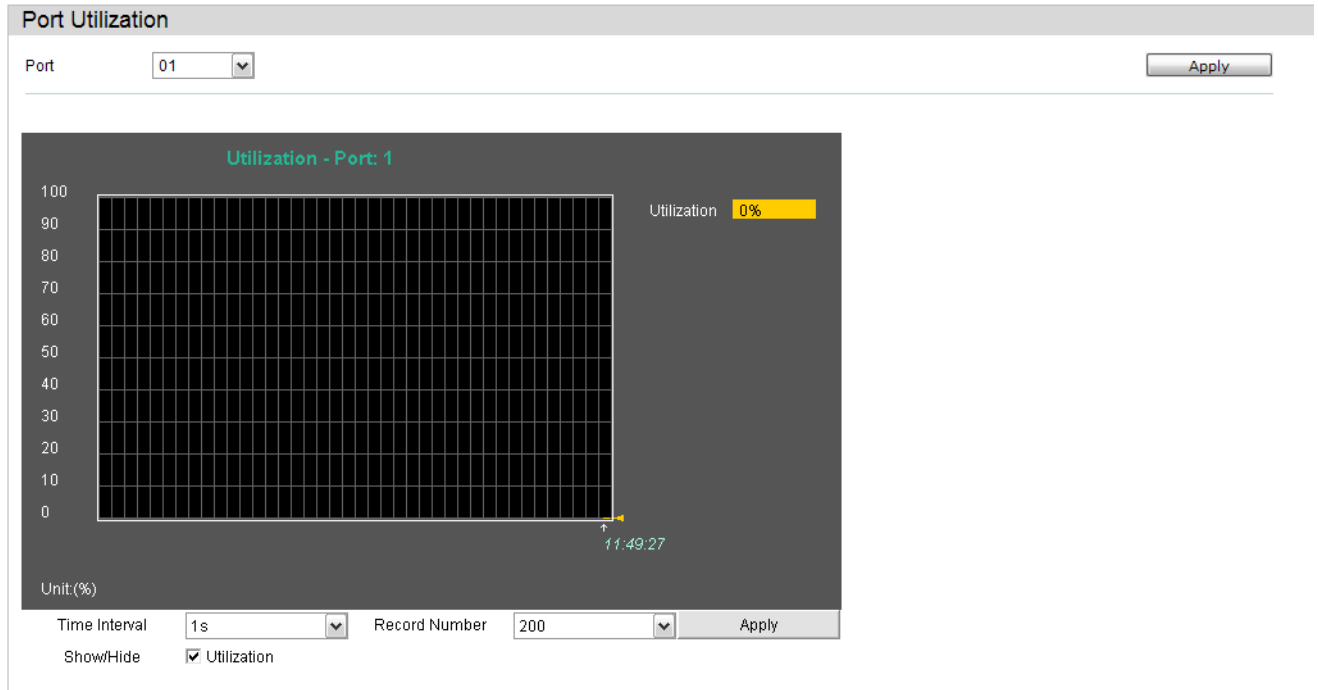 Port Utilization
Port 01 Apply
Utilization - Port: 1
100
90
80
70
60
50
40
30
20
10
0
Utilization 0%
11:49:27
Unit:(%)
Time Interval 1s Record Number 200 Apply
Show/Hide Utilization